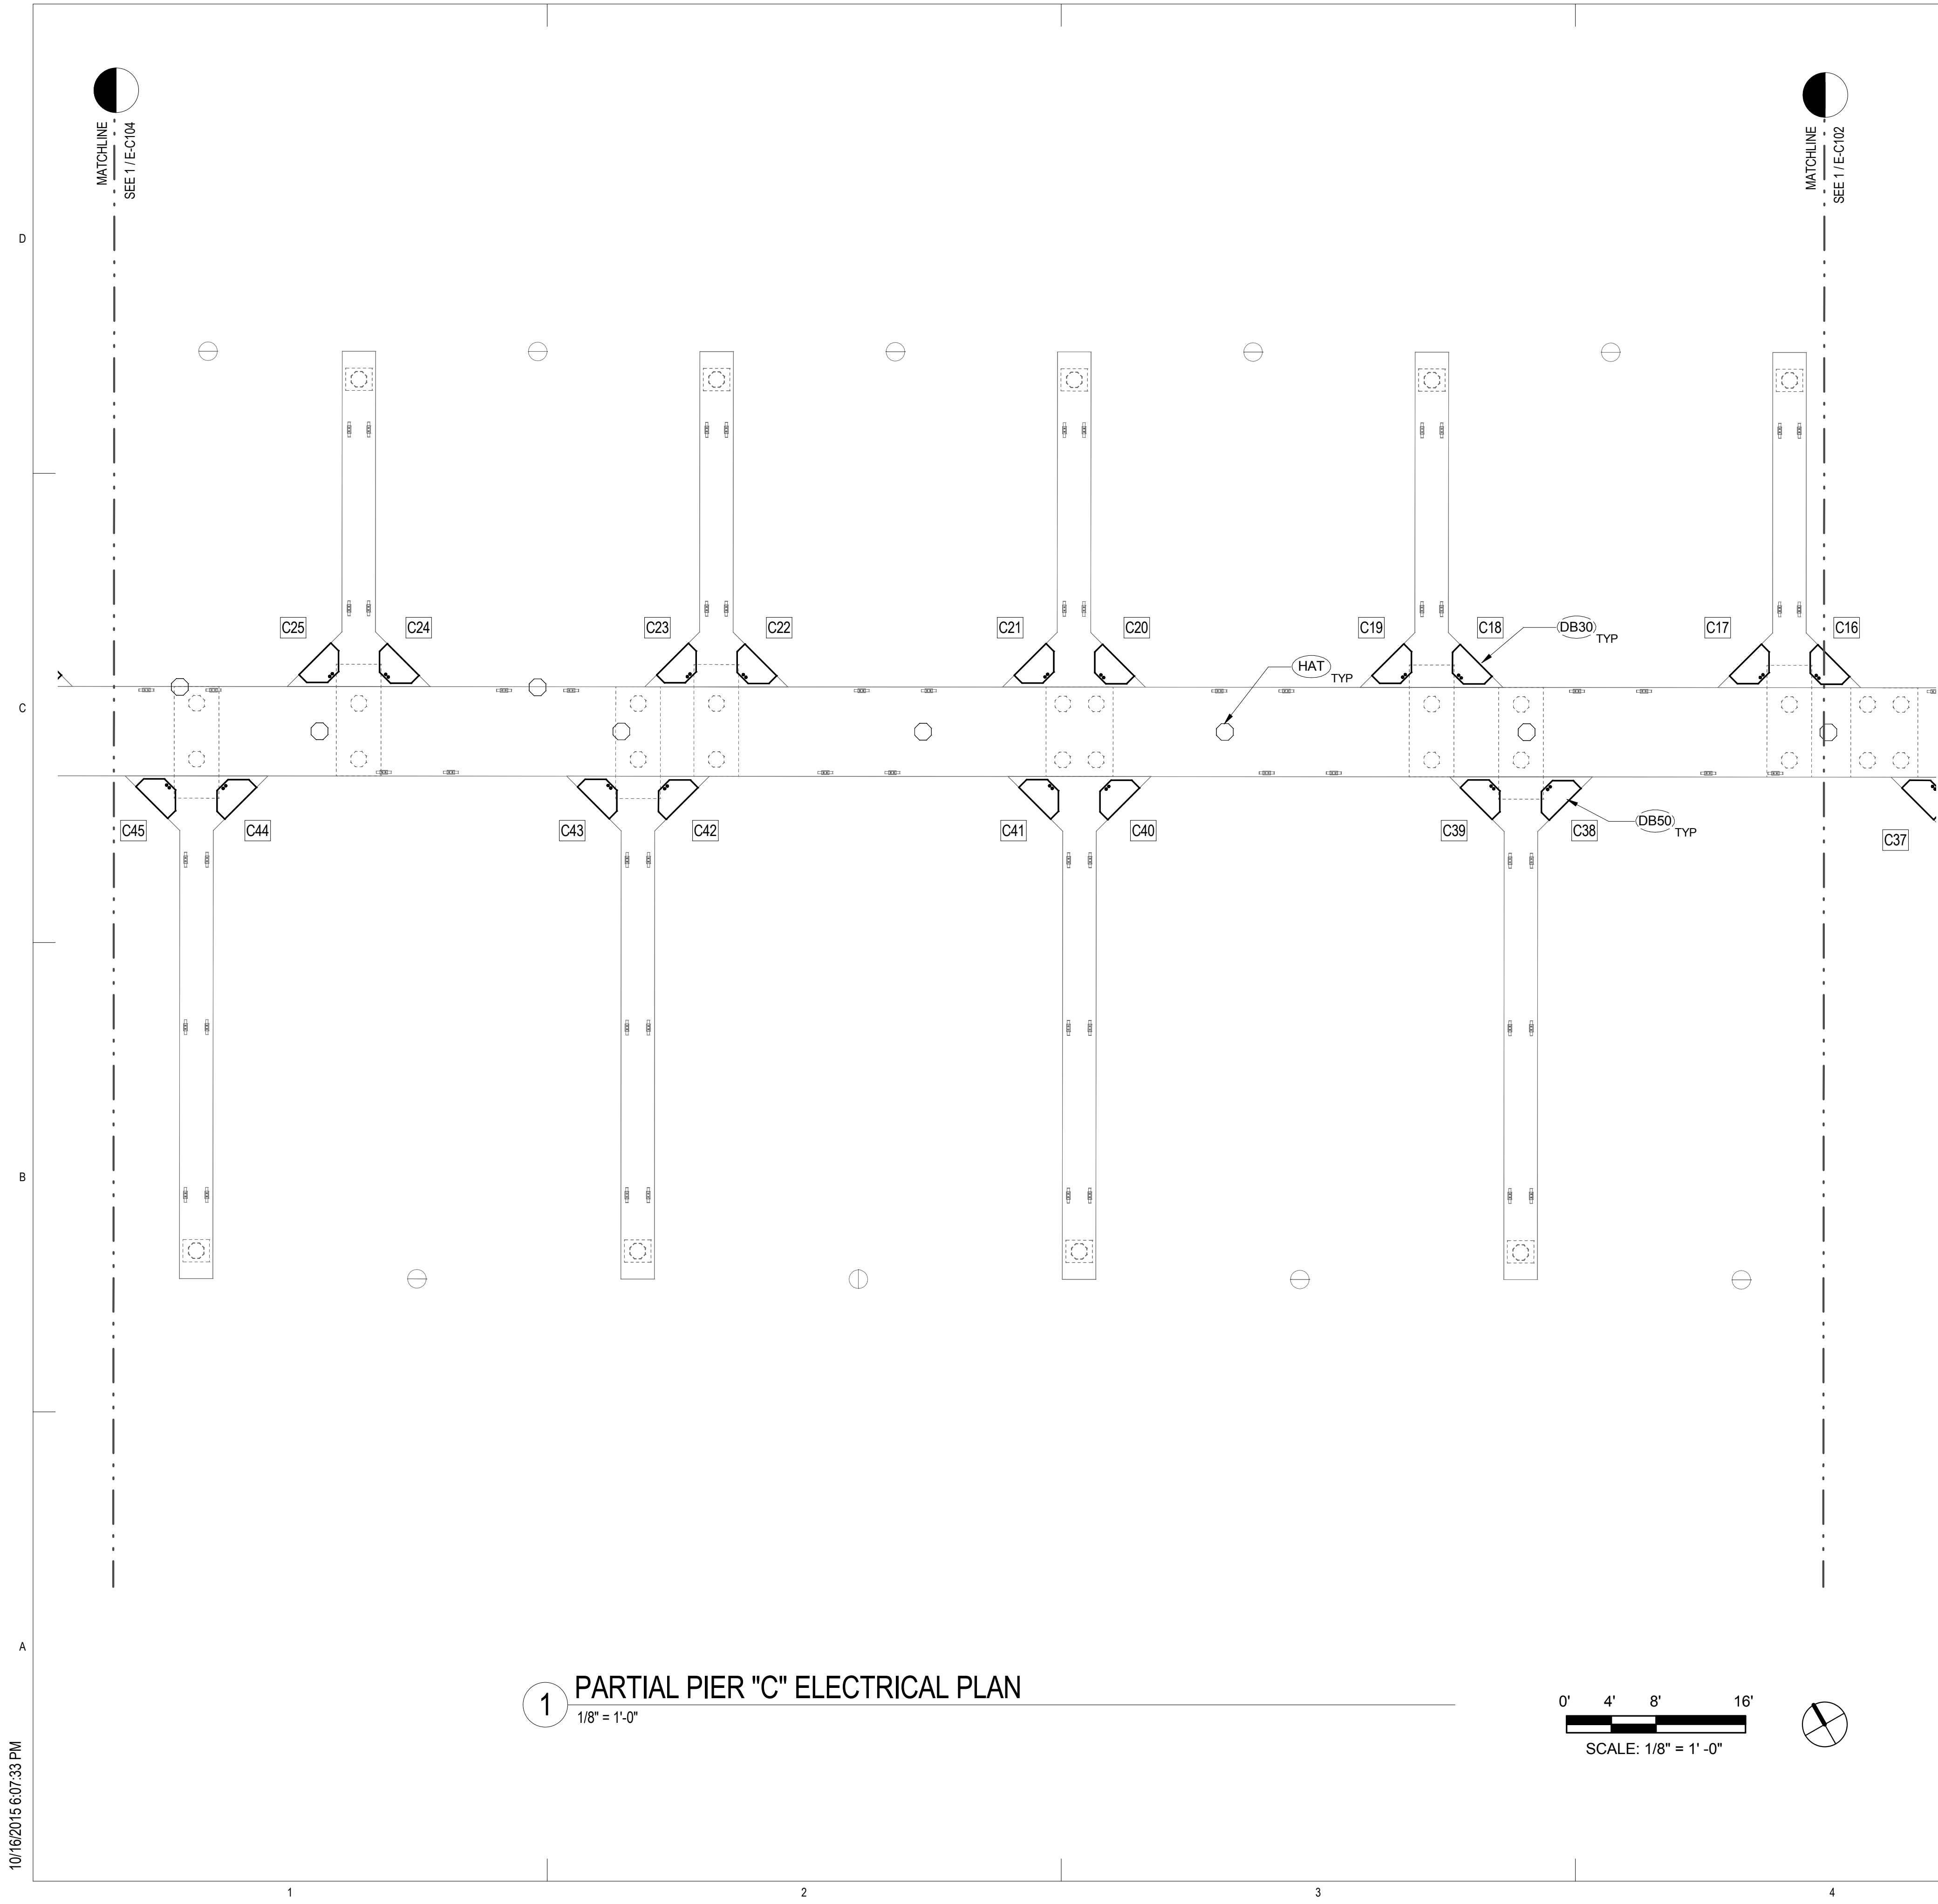 MATCHLINE
SEE 1 / E-C104
MATCHLINE
SEE 1 / E-C102
D
C25
C24
C23
C22
C21
C20
C19
C18
DB30
TYP
C17
C16
HAT
TYP
C
C45
C44
C43
C42
C41
C40
C39
C38
DB50
TYP
C37
B
A
1
PARTIAL PIER "C" ELECTRICAL PLAN
1/8" = 1'-0"
0' 4' 8' 16'
SCALE: 1/8" = 1' -0"
10/16/2015 6:07:33 PM
1 2 3 4